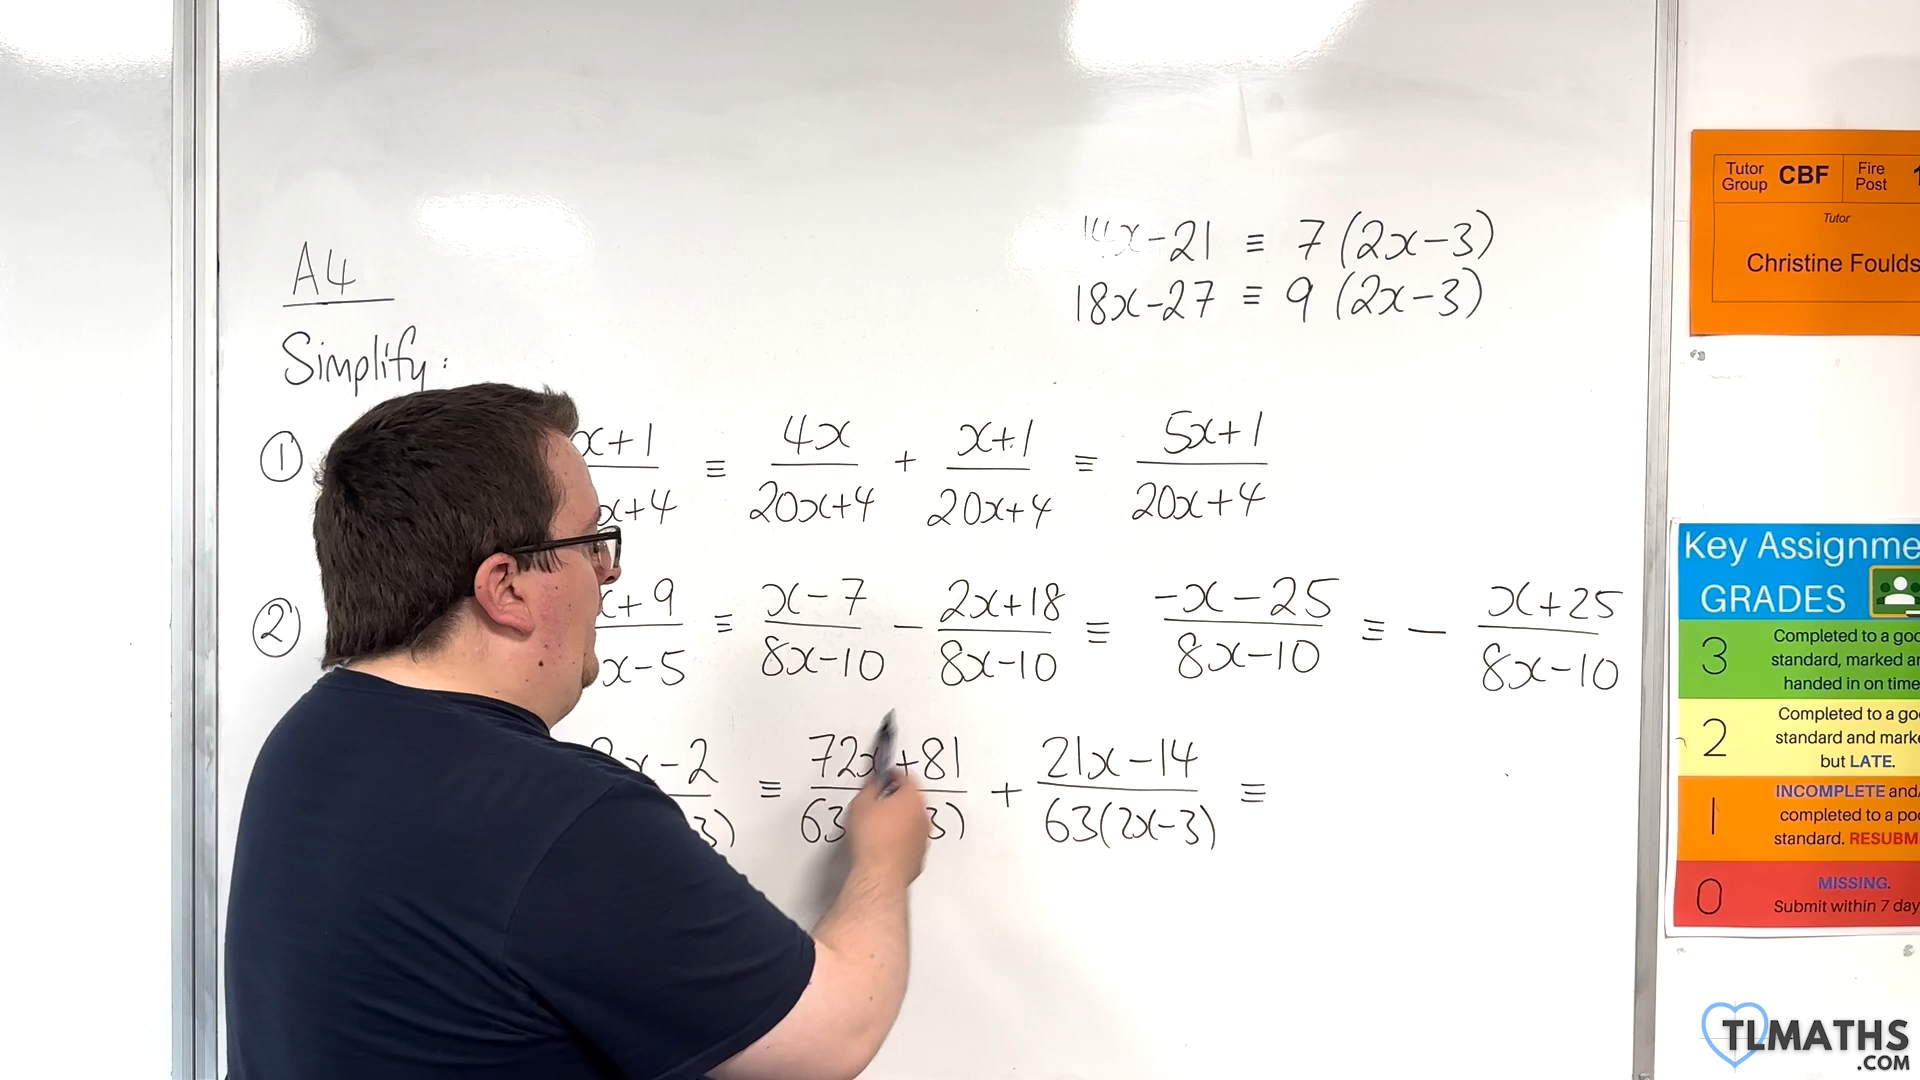 14x-21 ≡ 7(2x-3)
18x-27 ≡ 9(2x-3)
A4
Simplify:
① x+1 / x+4 ≡ 4x / 20x+4 + x+1 / 20x+4 ≡ 5x+1 / 20x+4
② x+9 / x-5 ≡ x-7 / 8x-10 - 2x+18 / 8x-10 ≡ -x-25 / 8x-10 ≡ - x+25 / 8x-10
x-2 / 3) ≡ 72x+81 / 63 3) + 21x-14 / 63(2x-3) ≡
Tutor Group CBF Fire Post 1
Tutor
Christine Foulds
Key Assignme
GRADES
3 Completed to a goo
standard, marked a
handed in on time
2 Completed to a go
standard and mark
but LATE.
1 INCOMPLETE and/
completed to a poo
standard. RESUBM
0 MISSING.
Submit within 7 day
TLMATHS
.COM